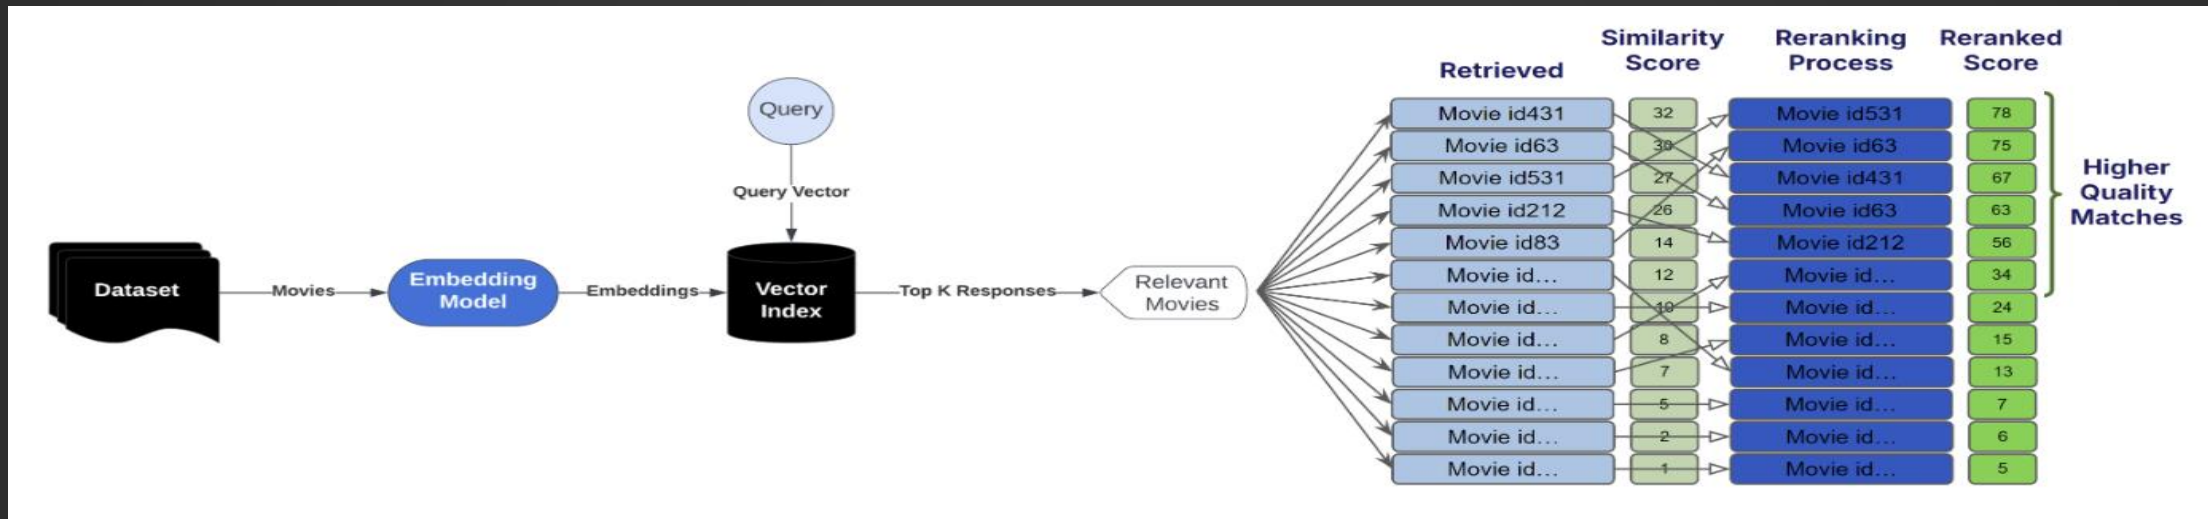 Query
Query Vector
Dataset
Movies
Embedding
Model
Embeddings
Vector
Index
Top K Responses
Relevant
Movies
Retrieved
Similarity
Score
Reranking
Process
Reranked
Score
Movie id431 32 Movie id531 78
Movie id63 30 Movie id63 75
Movie id531 27 Movie id431 67
Movie id212 26 Movie id63 63
Movie id83 14 Movie id212 56
Movie id... 12 Movie id... 34
Movie id... 10 Movie id... 24
Movie id... 8 Movie id... 15
Movie id... 7 Movie id... 13
Movie id... 5 Movie id... 7
Movie id... 2 Movie id... 6
Movie id... 1 Movie id... 5
Higher
Quality
Matches